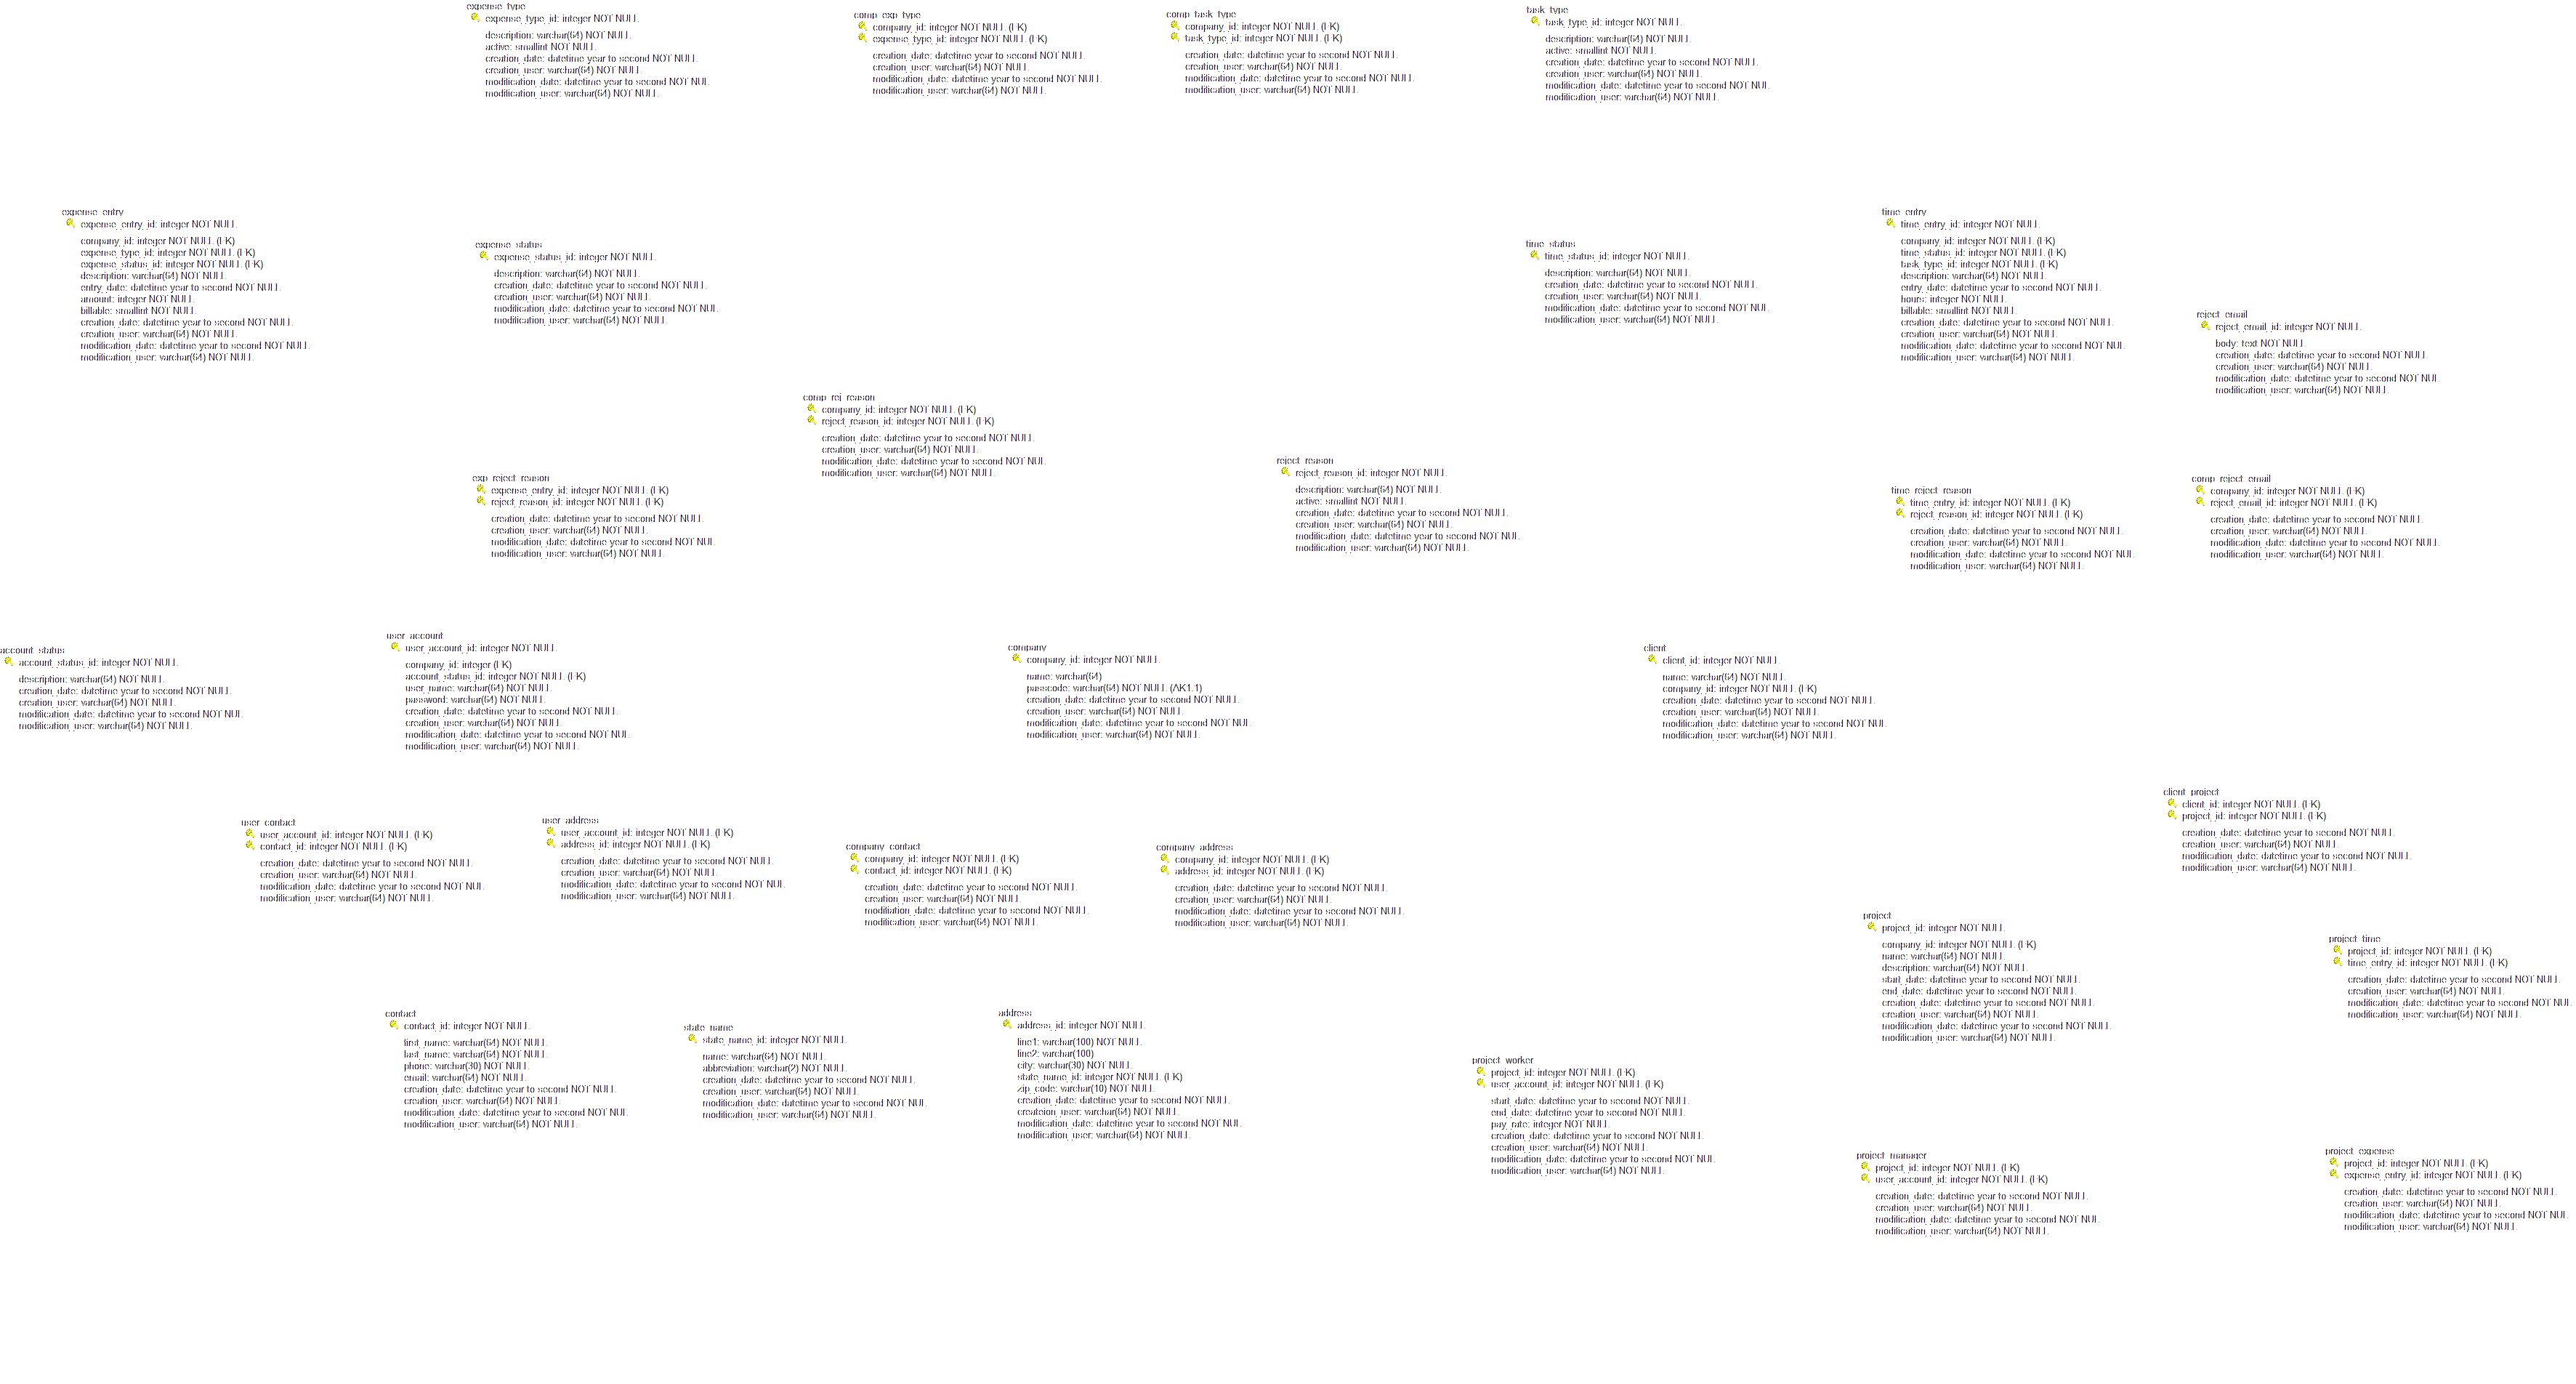 expense_type
expense_type_id: integer NOT NULL
description: varchar(64) NOT NULL
active: smallint NOT NULL
creation_date: datetime year to second NOT NULL
creation_user: varchar(64) NOT NULL
modification_date: datetime year to second NOT NULL
modification_user: varchar(64) NOT NULL
comp_exp_type
company_id: integer NOT NULL (FK)
expense_type_id: integer NOT NULL (FK)
creation_date: datetime year to second NOT NULL
creation_user: varchar(64) NOT NULL
modification_date: datetime year to second NOT NULL
modification_user: varchar(64) NOT NULL
comp_task_type
company_id: integer NOT NULL (FK)
task_type_id: integer NOT NULL (FK)
creation_date: datetime year to second NOT NULL
creation_user: varchar(64) NOT NULL
modification_date: datetime year to second NOT NULL
modification_user: varchar(64) NOT NULL
task_type
task_type_id: integer NOT NULL
description: varchar(64) NOT NULL
active: smallint NOT NULL
creation_date: datetime year to second NOT NULL
creation_user: varchar(64) NOT NULL
modification_date: datetime year to second NOT NULL
modification_user: varchar(64) NOT NULL
expense_entry
expense_entry_id: integer NOT NULL
company_id: integer NOT NULL (FK)
expense_type_id: integer NOT NULL (FK)
expense_status_id: integer NOT NULL (FK)
description: varchar(64) NOT NULL
entry_date: datetime year to second NOT NULL
amount: integer NOT NULL
billable: smallint NOT NULL
creation_date: datetime year to second NOT NULL
creation_user: varchar(64) NOT NULL
modification_date: datetime year to second NOT NULL
modification_user: varchar(64) NOT NULL
expense_status
expense_status_id: integer NOT NULL
description: varchar(64) NOT NULL
creation_date: datetime year to second NOT NULL
creation_user: varchar(64) NOT NULL
modification_date: datetime year to second NOT NULL
modification_user: varchar(64) NOT NULL
time_status
time_status_id: integer NOT NULL
description: varchar(64) NOT NULL
creation_date: datetime year to second NOT NULL
creation_user: varchar(64) NOT NULL
modification_date: datetime year to second NOT NUL
modification_user: varchar(64) NOT NULL
time_entry
time_entry_id: integer NOT NULL
company_id: integer NOT NULL (FK)
time_status_id: integer NOT NULL (FK)
task_type_id: integer NOT NULL (FK)
description: varchar(64) NOT NULL
entry_date: datetime year to second NOT NULL
hours: integer NOT NULL
billable: smallint NOT NULL
creation_date: datetime year to second NOT NULL
creation_user: varchar(64) NOT NULL
modification_date: datetime year to second NOT NUL
modification_user: varchar(64) NOT NULL
reject_email
reject_email_id: integer NOT NULL
body: text NOT NULL
creation_date: datetime year to second NOT NULL
creation_user: varchar(64) NOT NULL
modification_date: datetime year to second NOT NUL
modification_user: varchar(64) NOT NULL
comp_rej_reason
company_id: integer NOT NULL (FK)
reject_reason_id: integer NOT NULL (FK)
creation_date: datetime year to second NOT NULL
creation_user: varchar(64) NOT NULL
modification_date: datetime year to second NOT NUL
modification_user: varchar(64) NOT NULL
exp_reject_reason
expense_entry_id: integer NOT NULL (FK)
reject_reason_id: integer NOT NULL (FK)
creation_date: datetime year to second NOT NULL
creation_user: varchar(64) NOT NULL
modification_date: datetime year to second NOT NUL
modification_user: varchar(64) NOT NULL
reject_reason
reject_reason_id: integer NOT NULL
description: varchar(64) NOT NULL
active: smallint NOT NULL
creation_date: datetime year to second NOT NULL
creation_user: varchar(64) NOT NULL
modification_date: datetime year to second NOT NUL
modification_user: varchar(64) NOT NULL
time_reject_reason
time_entry_id: integer NOT NULL (FK)
reject_reason_id: integer NOT NULL (FK)
creation_date: datetime year to second NOT NULL
creation_user: varchar(64) NOT NULL
modification_date: datetime year to second NOT NUL
modification_user: varchar(64) NOT NULL
comp_reject_email
company_id: integer NOT NULL (FK)
reject_email_id: integer NOT NULL (FK)
creation_date: datetime year to second NOT NULL
creation_user: varchar(64) NOT NULL
modification_date: datetime year to second NOT NUL
modification_user: varchar(64) NOT NULL
account_status
account_status_id: integer NOT NULL
description: varchar(64) NOT NULL
creation_date: datetime year to second NOT NULL
creation_user: varchar(64) NOT NULL
modification_date: datetime year to second NOT NUL
modification_user: varchar(64) NOT NULL
user_account
user_account_id: integer NOT NULL
company_id: integer (FK)
account_status_id: integer NOT NULL (FK)
user_name: varchar(64) NOT NULL
password: varchar(64) NOT NULL
creation_date: datetime year to second NOT NULL
creation_user: varchar(64) NOT NULL
modification_date: datetime year to second NOT NUL
modification_user: varchar(64) NOT NULL
company
company_id: integer NOT NULL
name: varchar(64)
passcode: varchar(64) NOT NULL (AK1.1)
creation_date: datetime year to second NOT NULL
creation_user: varchar(64) NOT NULL
modification_date: datetime year to second NOT NUL
modification_user: varchar(64) NOT NULL
client
client_id: integer NOT NULL
name: varchar(64) NOT NULL
company_id: integer NOT NULL (FK)
creation_date: datetime year to second NOT NULL
creation_user: varchar(64) NOT NULL
modification_date: datetime year to second NOT NUL
modification_user: varchar(64) NOT NULL
client_project
client_id: integer NOT NULL (FK)
project_id: integer NOT NULL (FK)
creation_date: datetime year to second NOT NULL
creation_user: varchar(64) NOT NULL
modification_date: datetime year to second NOT NULL
modification_user: varchar(64) NOT NULL
user_contact
user_account_id: integer NOT NULL (FK)
contact_id: integer NOT NULL (FK)
creation_date: datetime year to second NOT NULL
creation_user: varchar(64) NOT NULL
modification_date: datetime year to second NOT NUL
modification_user: varchar(64) NOT NULL
user_address
user_account_id: integer NOT NULL (FK)
address_id: integer NOT NULL (FK)
creation_date: datetime year to second NOT NULL
creation_user: varchar(64) NOT NULL
modification_date: datetime year to second NOT NUL
modification_user: varchar(64) NOT NULL
company_contact
company_id: integer NOT NULL (FK)
contact_id: integer NOT NULL (FK)
creation_date: datetime year to second NOT NULL
creation_user: varchar(64) NOT NULL
modification_date: datetime year to second NOT NULL
modification_user: varchar(64) NOT NULL
company_address
company_id: integer NOT NULL (FK)
address_id: integer NOT NULL (FK)
creation_date: datetime year to second NOT NULL
creation_user: varchar(64) NOT NULL
modification_date: datetime year to second NOT NULL
modification_user: varchar(64) NOT NULL
project
project_id: integer NOT NULL
company_id: integer NOT NULL (FK)
name: varchar(64) NOT NULL
description: varchar(64) NOT NULL
start_date: datetime year to second NOT NULL
end_date: datetime year to second NOT NULL
creation_date: datetime year to second NOT NULL
creation_user: varchar(64) NOT NULL
modification_date: datetime year to second NOT NULL
modification_user: varchar(64) NOT NULL
project_time
project_id: integer NOT NULL (FK)
time_entry_id: integer NOT NULL (FK)
creation_date: datetime year to second NOT NULL
creation_user: varchar(64) NOT NULL
modification_date: datetime year to second NOT NULL
modification_user: varchar(64) NOT NULL
contact
contact_id: integer NOT NULL
first_name: varchar(64) NOT NULL
last_name: varchar(64) NOT NULL
phone: varchar(30) NOT NULL
email: varchar(64) NOT NULL
creation_date: datetime year to second NOT NULL
creation_user: varchar(64) NOT NULL
modification_date: datetime year to second NOT NUL
modification_user: varchar(64) NOT NULL
state_name
state_name_id: integer NOT NULL
name: varchar(64) NOT NULL
abbreviation: varchar(2) NOT NULL
creation_date: datetime year to second NOT NULL
creation_user: varchar(64) NOT NULL
modification_date: datetime year to second NOT NUL
modification_user: varchar(64) NOT NULL
address
address_id: integer NOT NULL
line1: varchar(100) NOT NULL
line2: varchar(100)
city: varchar(30) NOT NULL
state_name_id: integer NOT NULL (FK)
zip_code: varchar(10) NOT NULL
creation_date: datetime year to second NOT NULL
createion_user: varchar(64) NOT NULL
modification_date: datetime year to second NOT NULL
modification_user: varchar(64) NOT NULL
project_worker
project_id: integer NOT NULL (FK)
user_account_id: integer NOT NULL (FK)
start_date: datetime year to second NOT NULL
end_date: datetime year to second NOT NULL
pay_rate: integer NOT NULL
creation_date: datetime year to second NOT NULL
creation_user: varchar(64) NOT NULL
modification_date: datetime year to second NOT NUL
modification_user: varchar(64) NOT NULL
project_manager
project_id: integer NOT NULL (FK)
user_account_id: integer NOT NULL (FK)
creation_date: datetime year to second NOT NULL
creation_user: varchar(64) NOT NULL
modification_date: datetime year to second NOT NUL
modification_user: varchar(64) NOT NULL
project_expense
project_id: integer NOT NULL (FK)
expense_entry_id: integer NOT NULL (FK)
creation_date: datetime year to second NOT NULL
creation_user: varchar(64) NOT NULL
modification_date: datetime year to second NOT NUL
modification_user: varchar(64) NOT NULL